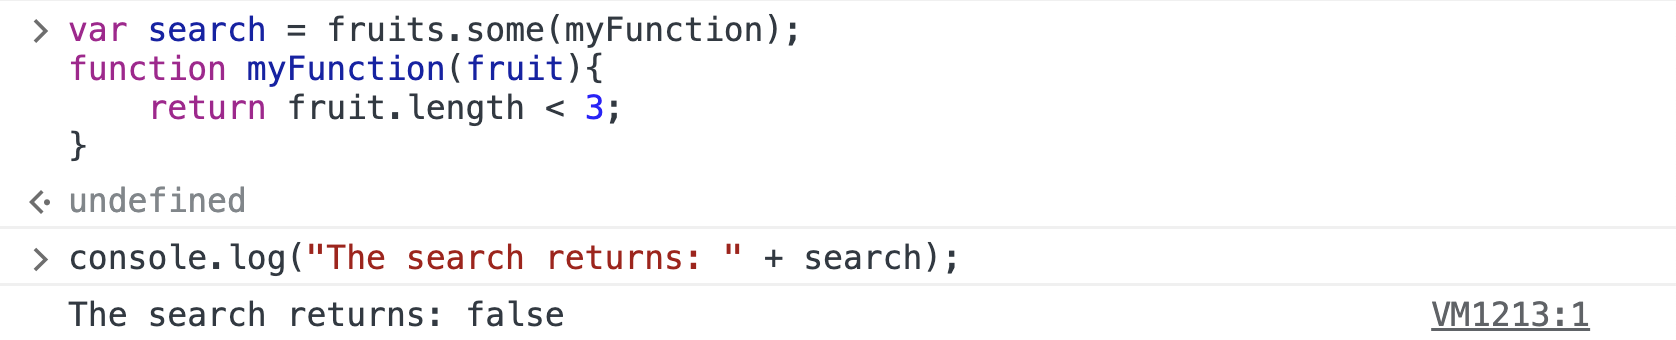 > var search = fruits.some(myFunction);
function myFunction(fruit){
    return fruit.length < 3;
}
undefined
> console.log("The search returns: " + search);
The search returns: false VM1213:1